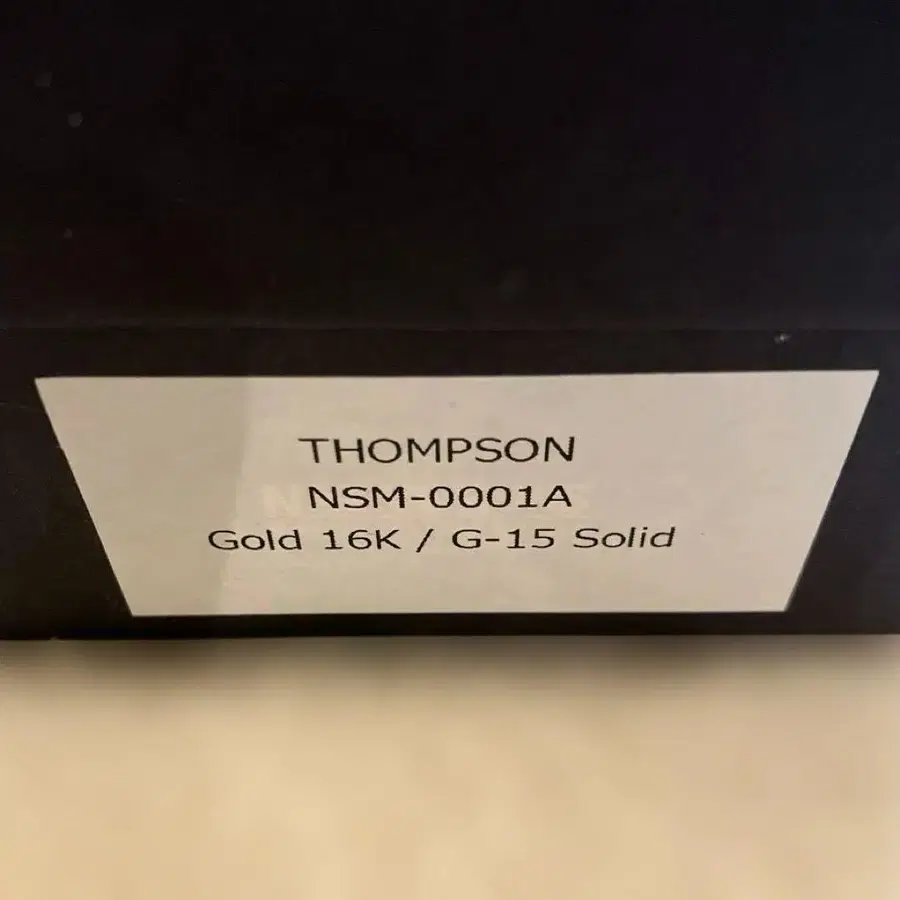 THOMPSON
NSM-0001A
Gold 16K / G-15 Solid